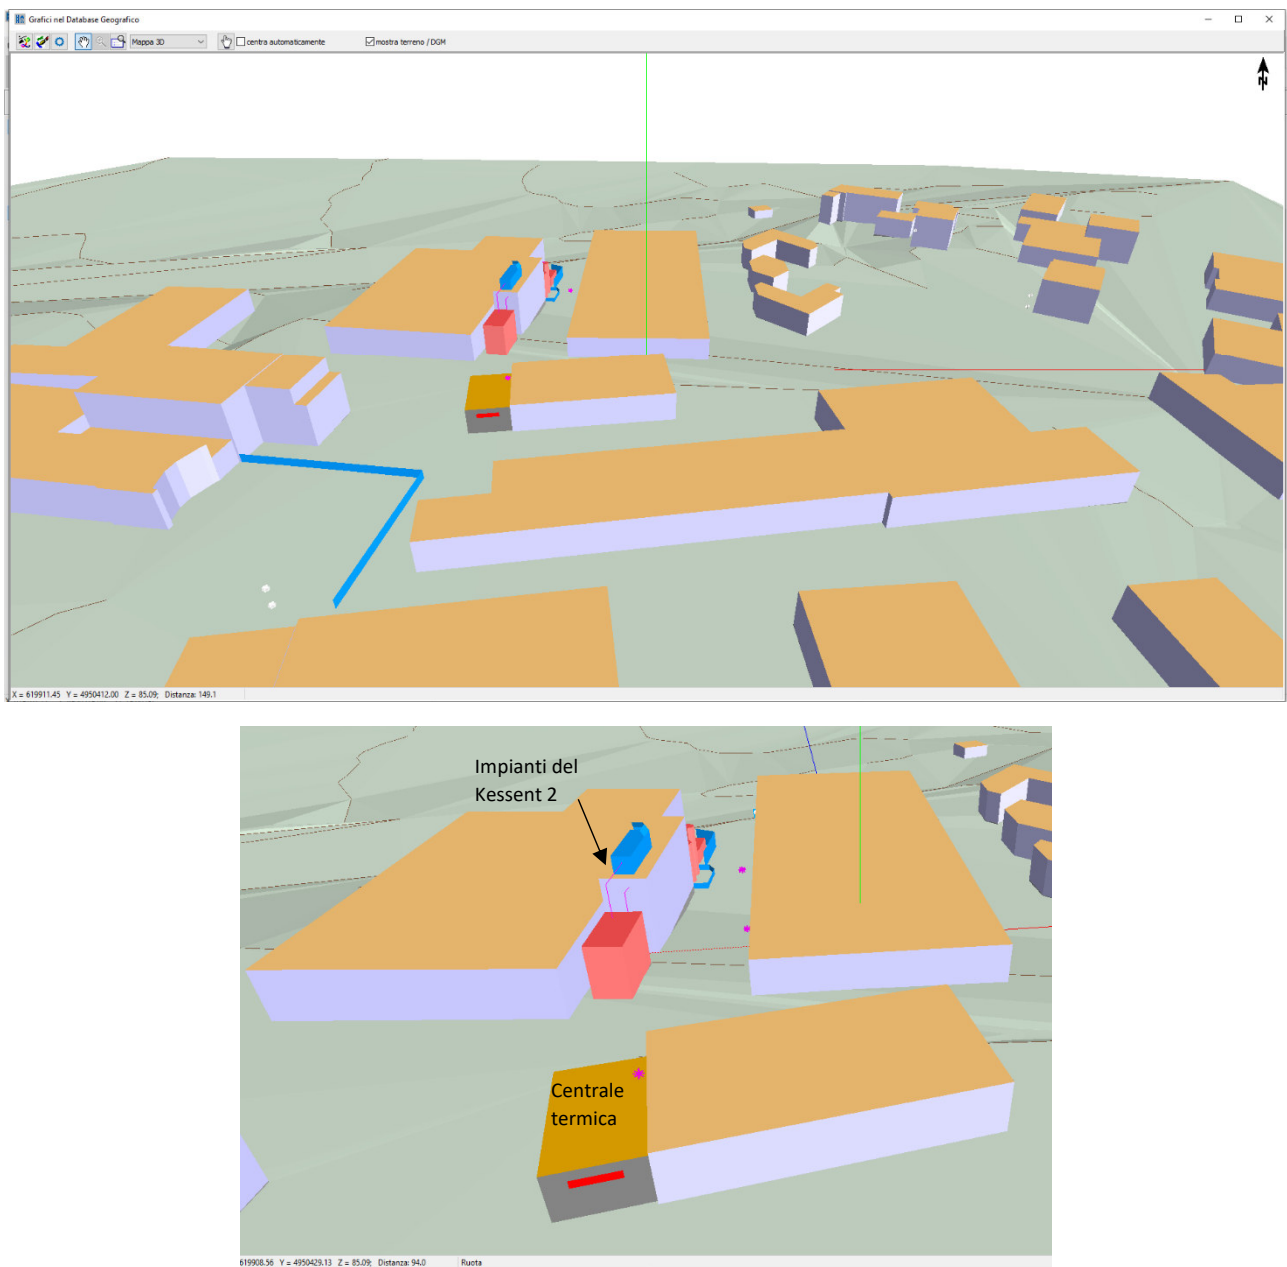 Grafici nel Database Geografico
Mappa 3D
centra automaticamente
mostra terreno / DGM
N
X = 619911.45 Y = 4950412.00 Z = 85.09; Distanza: 149.1
Impianti del
Kessent 2
Centrale
termica
619908.56 Y = 4950429.13 Z = 85.09; Distanza: 94.0 Ruota